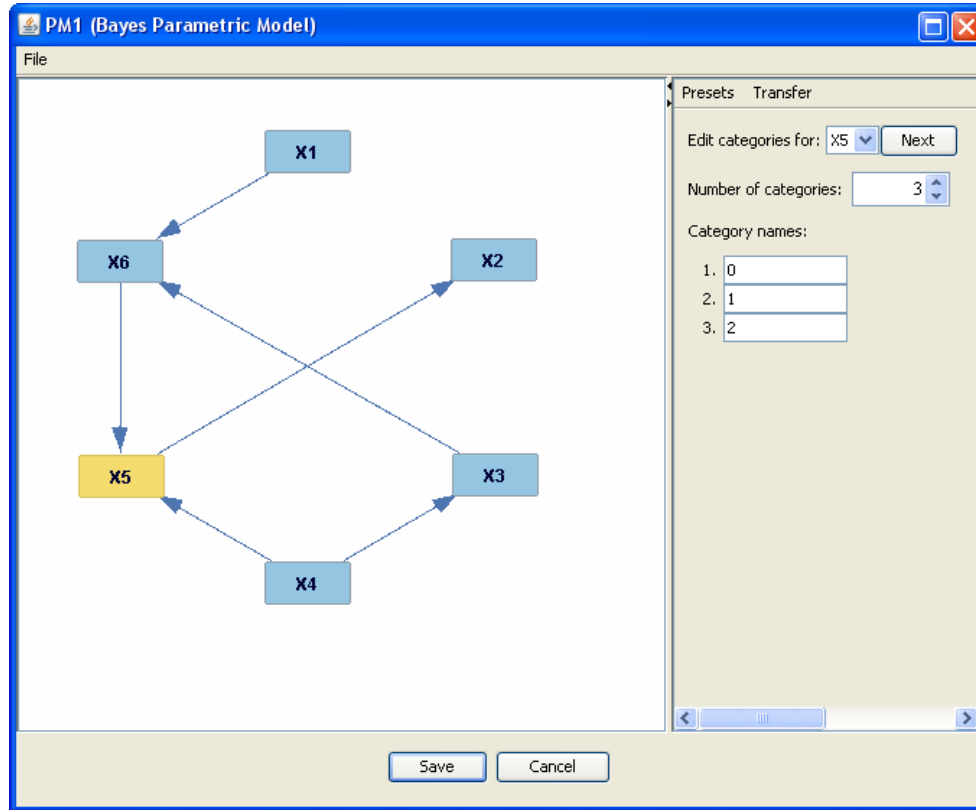 PM1 (Bayes Parametric Model)
File
X1
X6
X2
X5
X3
X4
Presets Transfer
Edit categories for: X5 Next
Number of categories: 3
Category names:
1. 0
2. 1
3. 2
Save Cancel